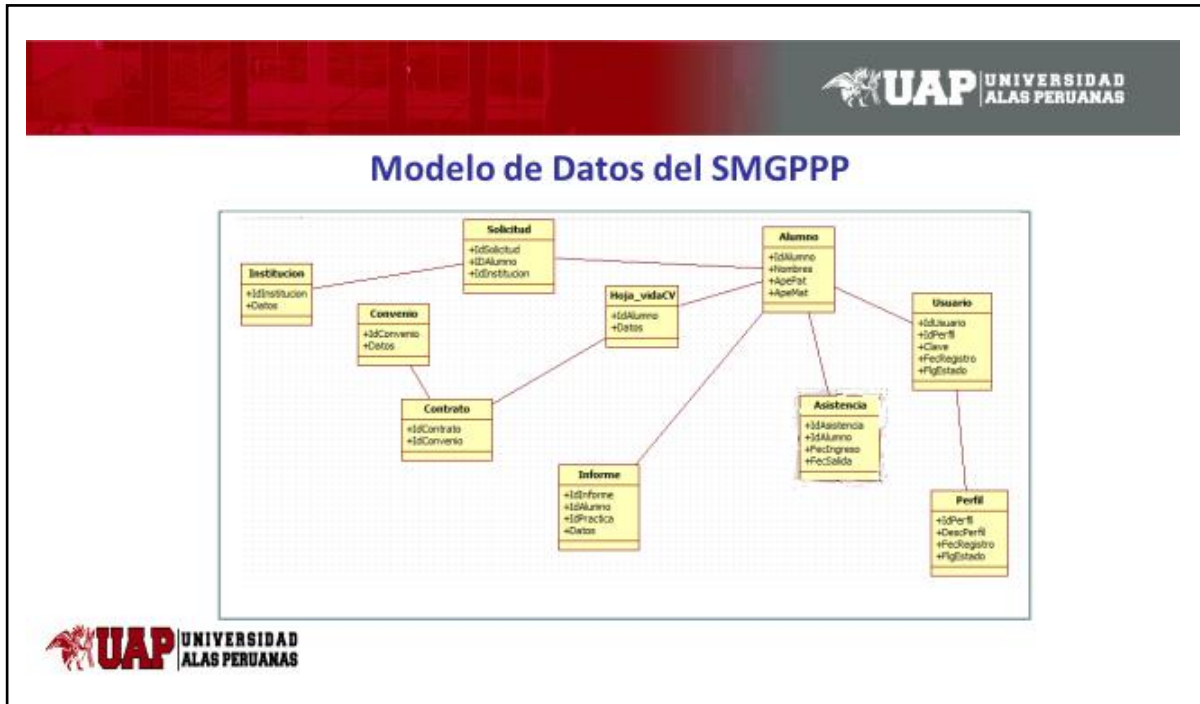 UAP UNIVERSIDAD
ALAS PERUANAS
Modelo de Datos del SMGPPP
Solicitud
+IdSolicitud
+IDAlumno
+IdInstitucion
Alumno
+IdAlumno
+Nombres
+ApePat
+ApeMat
Institucion
+IdInstitucion
+Datos
Hoja_vidaCV
+IdAlumno
+Datos
Usuario
+IdUsuario
+IdPerfil
+Clave
+FecRegistro
+FlgEstado
Convenio
+IdConvenio
+Datos
Contrato
+IdContrato
+IdConvenio
Asistencia
+IdAsistencia
+IdAlumno
+FecIngreso
+FecSalida
Informe
+IdInforme
+IdAlumno
+IdPractica
+Datos
Perfil
+IdPerfil
+DescPerfil
+FecRegistro
+FlgEstado
UAP UNIVERSIDAD
ALAS PERUANAS